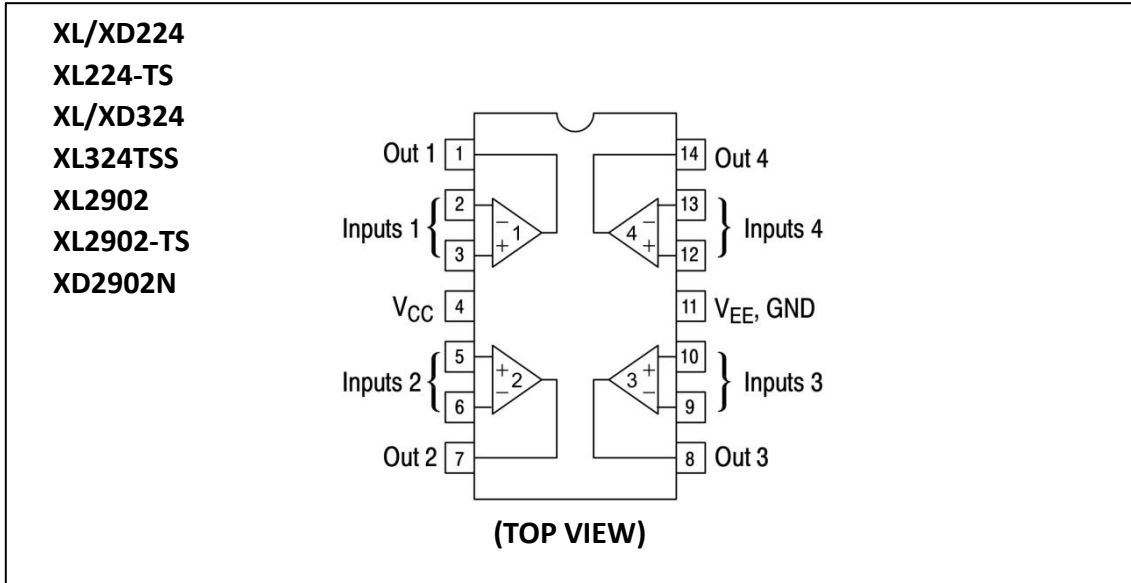 XL/XD224
XL224-TS
XL/XD324
XL324TSS
XL2902
XL2902-TS
XD2902N
Out 1 1 14 Out 4
Inputs 1 { 2 − 1 4 − 13 } Inputs 4
3 + + 12
VCC 4 11 VEE, GND
Inputs 2 { 5 + 2 3 + 10 } Inputs 3
6 − − 9
Out 2 7 8 Out 3
(TOP VIEW)